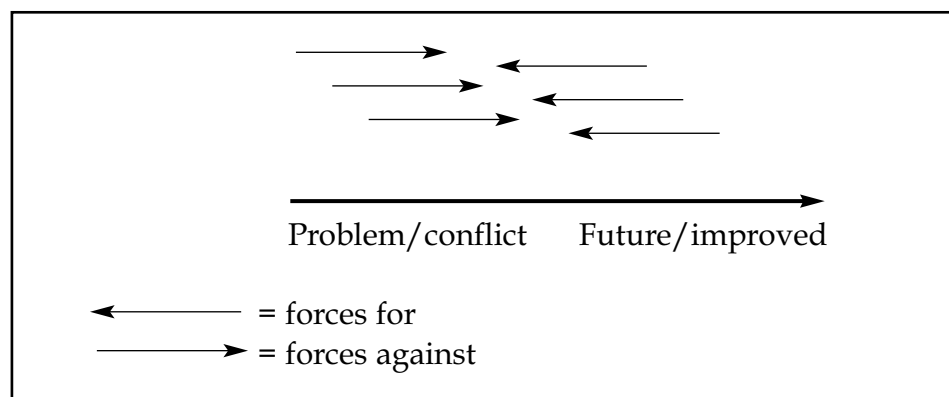 Problem/conflict Future/improved
= forces for
= forces against